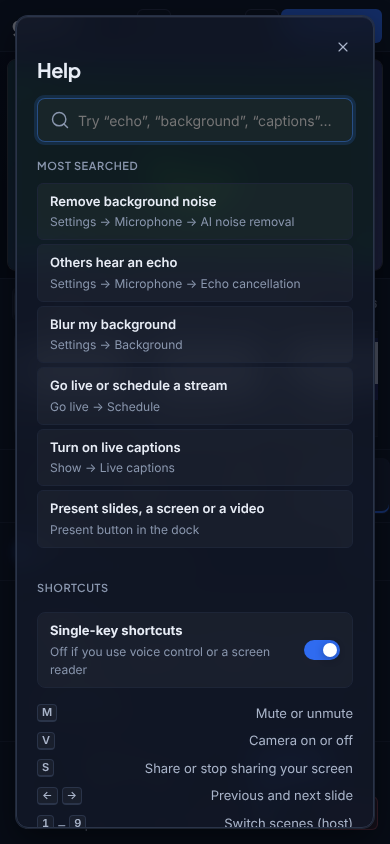 Help
Try “echo”, “background”, “captions”...
MOST SEARCHED
Remove background noise
Settings → Microphone → AI noise removal
Others hear an echo
Settings → Microphone → Echo cancellation
Blur my background
Settings → Background
Go live or schedule a stream
Go live → Schedule
Turn on live captions
Show → Live captions
Present slides, a screen or a video
Present button in the dock
SHORTCUTS
Single-key shortcuts
Off if you use voice control or a screen
reader
M Mute or unmute
V Camera on or off
S Share or stop sharing your screen
← → Previous and next slide
1 – 9 Switch scenes (host)